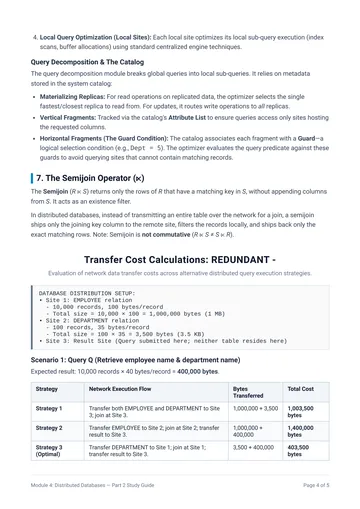 4. Local Query Optimization (Local Sites): Each local site optimizes its local sub-query execution (index
scans, buffer allocations) using standard centralized engine techniques.
Query Decomposition & The Catalog
The query decomposition module breaks global queries into local sub-queries. It relies on metadata
stored in the system catalog:
• Materializing Replicas: For read operations on replicated data, the optimizer selects the single
fastest/closest replica to read from. For updates, it routes write operations to all replicas.
• Vertical Fragments: Tracked via the catalog's Attribute List to ensure queries access only sites hosting
the requested columns.
• Horizontal Fragments (The Guard Condition): The catalog associates each fragment with a Guard—a
logical selection condition (e.g., Dept = 5). The optimizer evaluates the query predicate against these
guards to avoid querying sites that cannot contain matching records.
7. The Semijoin Operator (⋉)
The Semijoin (R ⋉ S) returns only the rows of R that have a matching key in S, without appending columns
from S. It acts as an existence filter.
In distributed databases, instead of transmitting an entire table over the network for a join, a semijoin
ships only the joining key column to the remote site, filters the records locally, and ships back only the
exact matching rows. Note: Semijoin is not commutative (R ⋉ S ≠ S ⋉ R).
Transfer Cost Calculations: REDUNDANT -
Evaluation of network data transfer costs across alternative distributed query execution strategies.
DATABASE DISTRIBUTION SETUP:
• Site 1: EMPLOYEE relation
- 10,000 records, 100 bytes/record
- Total size = 10,000 × 100 = 1,000,000 bytes (1 MB)
• Site 2: DEPARTMENT relation
- 100 records, 35 bytes/record
- Total size = 100 × 35 = 3,500 bytes (3.5 KB)
• Site 3: Result Site (Query submitted here; neither table resides here)
Scenario 1: Query Q (Retrieve employee name & department name)
Expected result: 10,000 records × 40 bytes/record = 400,000 bytes.
Strategy Network Execution Flow Bytes Transferred Total Cost
Strategy 1 Transfer both EMPLOYEE and DEPARTMENT to Site 3; join at Site 3. 1,000,000 + 3,500 1,003,500 bytes
Strategy 2 Transfer EMPLOYEE to Site 2; join at Site 2; transfer result to Site 3. 1,000,000 + 400,000 1,400,000 bytes
Strategy 3 (Optimal) Transfer DEPARTMENT to Site 1; join at Site 1; transfer result to Site 3. 3,500 + 400,000 403,500 bytes
Module 4: Distributed Databases — Part 2 Study Guide Page 4 of 5